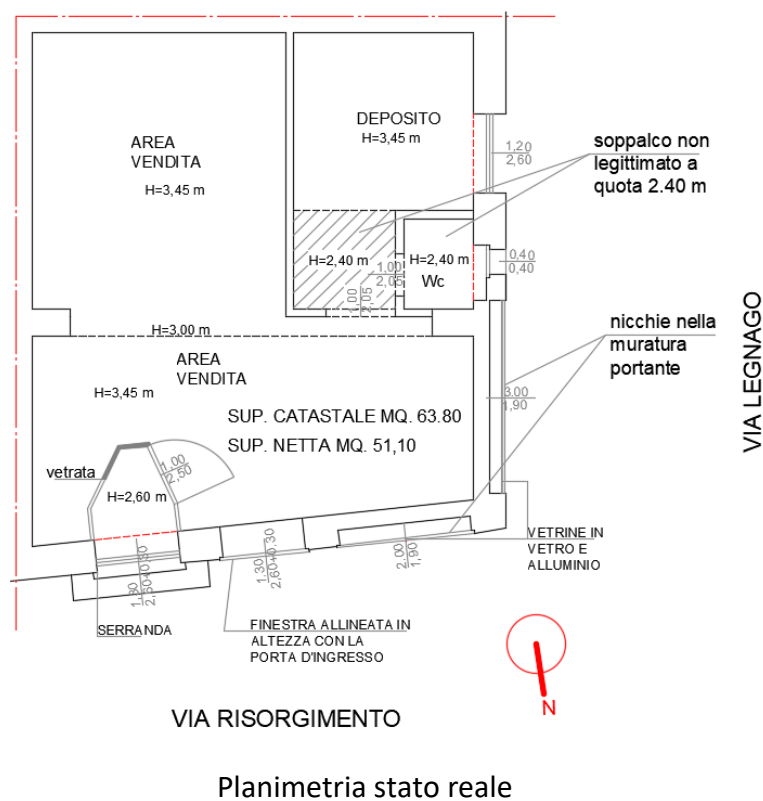 DEPOSITO
H=3,45 m
AREA
VENDITA
H=3,45 m
1,20
2,60
soppalco non
legittimato a
quota 2.40 m
H=2,40 m
H=2,40 m
Wc
1,00
2,05
1,00
2,05
0,40
0,40
H=3,00 m
AREA
VENDITA
H=3,45 m
SUP. CATASTALE MQ. 63.80
SUP. NETTA MQ. 51,10
nicchie nella
muratura
portante
3,00
1,90
VIA LEGNAGO
vetrata
1,00
2,50
H=2,60 m
1,80
2,60+0,30
1,30
2,60+0,30
2,00
1,90
VETRINE IN
VETRO E
ALLUMINIO
SERRANDA
FINESTRA ALLINEATA IN
ALTEZZA CON LA
PORTA D'INGRESSO
N
VIA RISORGIMENTO
Planimetria stato reale